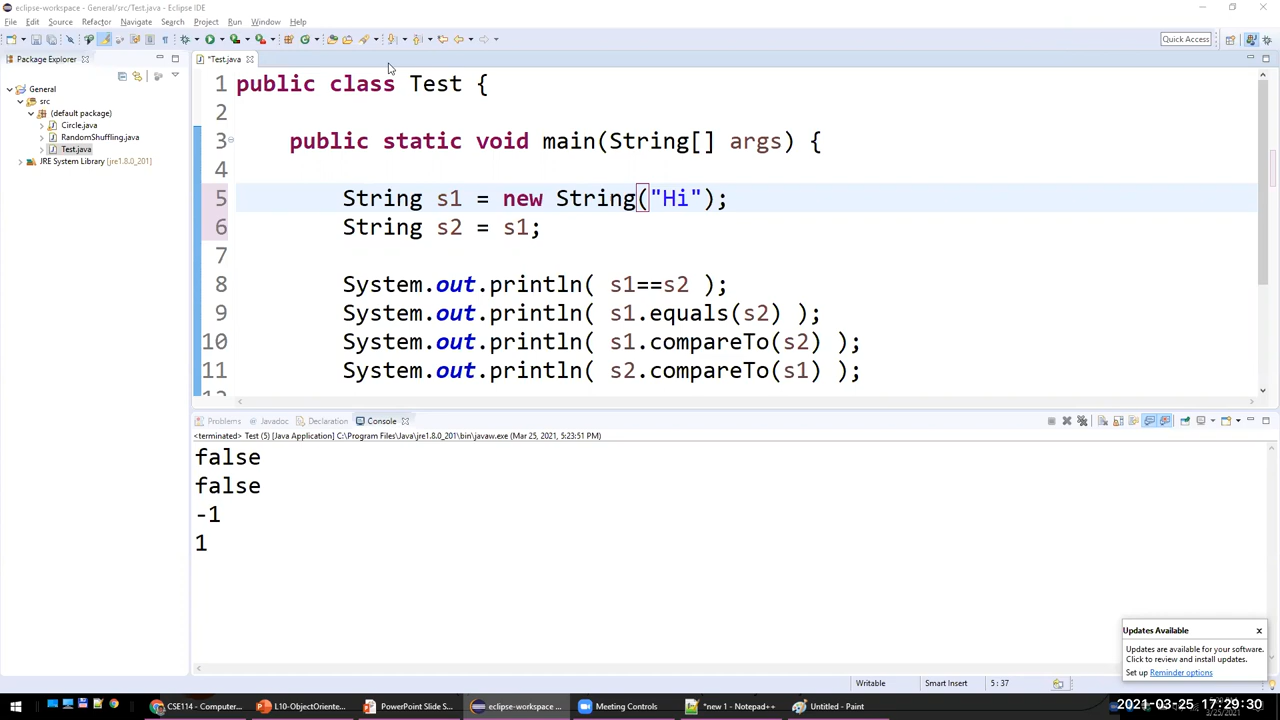 eclipse-workspace - General/src/Test.java - Eclipse IDE
File Edit Source Refactor Navigate Search Project Run Window Help
Quick Access
Package Explorer
*Test.java
General
src
(default package)
Circle.java
RandomShuffling.java
Test.java
JRE System Library [jre1.8.0_201]
1 public class Test {
2
3 public static void main(String[] args) {
4
5 String s1 = new String("Hi");
6 String s2 = s1;
7
8 System.out.println( s1==s2 );
9 System.out.println( s1.equals(s2) );
10 System.out.println( s1.compareTo(s2) );
11 System.out.println( s2.compareTo(s1) );
Problems Javadoc Declaration Console
<terminated> Test (5) [Java Application] C:\Program Files\Java\jre1.8.0_201\bin\javaw.exe (Mar 25, 2021, 5:23:51 PM)
false
false
-1
1
Updates Available
Updates are available for your software.
Click to review and install updates.
Set up Reminder options
Writable Smart Insert 5 : 37
CSE114 - Computer... L10-ObjectOriente... PowerPoint Slide S... eclipse-workspace ... Meeting Controls *new 1 - Notepad++ Untitled - Paint
2021-03-25 17:29:30